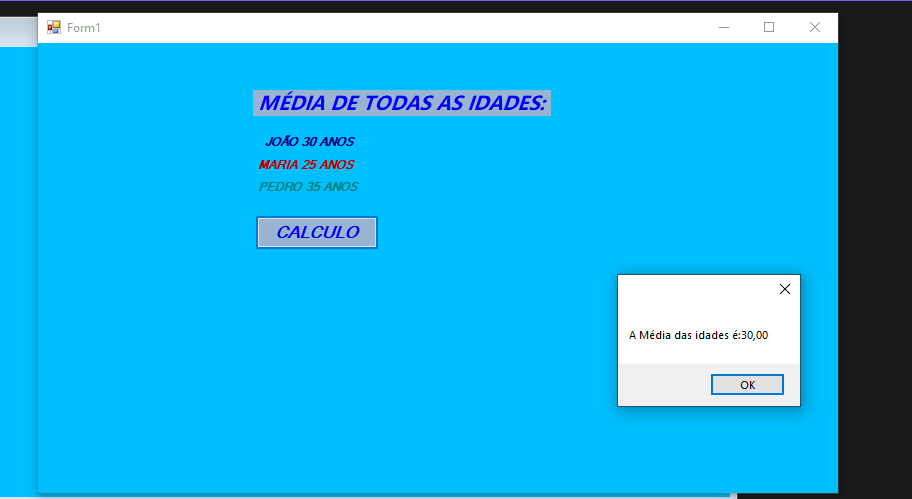 Form1
MÉDIA DE TODAS AS IDADES:
JOÃO 30 ANOS
MARIA 25 ANOS
PEDRO 35 ANOS
CALCULO
A Média das idades é:30,00
OK